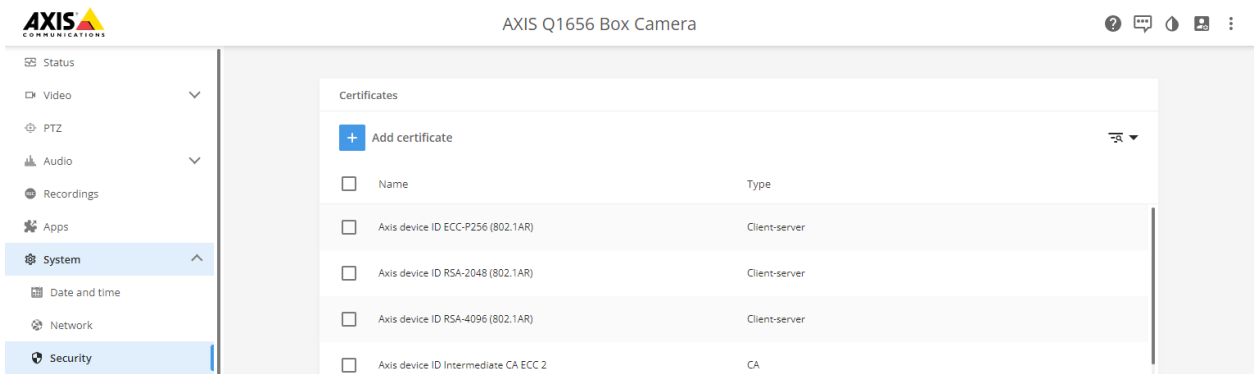 AXIS
COMMUNICATIONS
AXIS Q1656 Box Camera
Status
Video
PTZ
Audio
Recordings
Apps
System
Date and time
Network
Security
Certificates
Add certificate
Name Type
Axis device ID ECC-P256 (802.1AR) Client-server
Axis device ID RSA-2048 (802.1AR) Client-server
Axis device ID RSA-4096 (802.1AR) Client-server
Axis device ID Intermediate CA ECC 2 CA